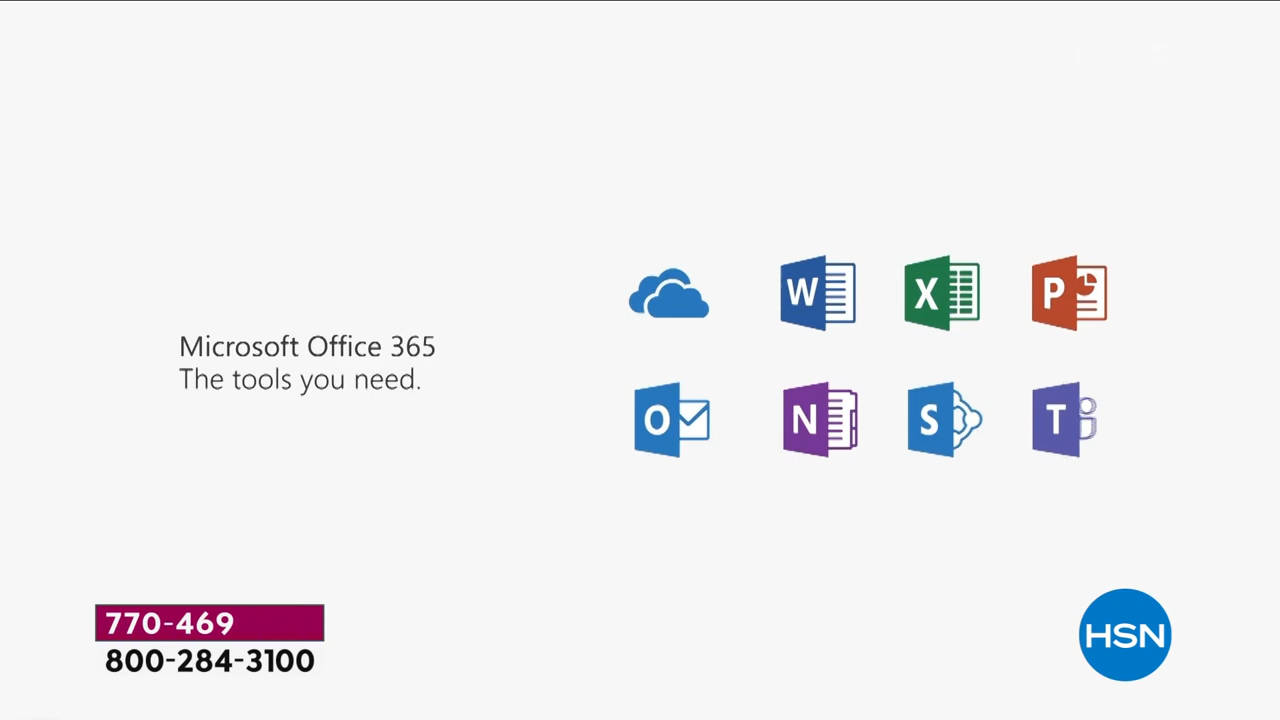 Microsoft Office 365
The tools you need.
W
X
P
O
N
S
T
770-469
800-284-3100
HSN